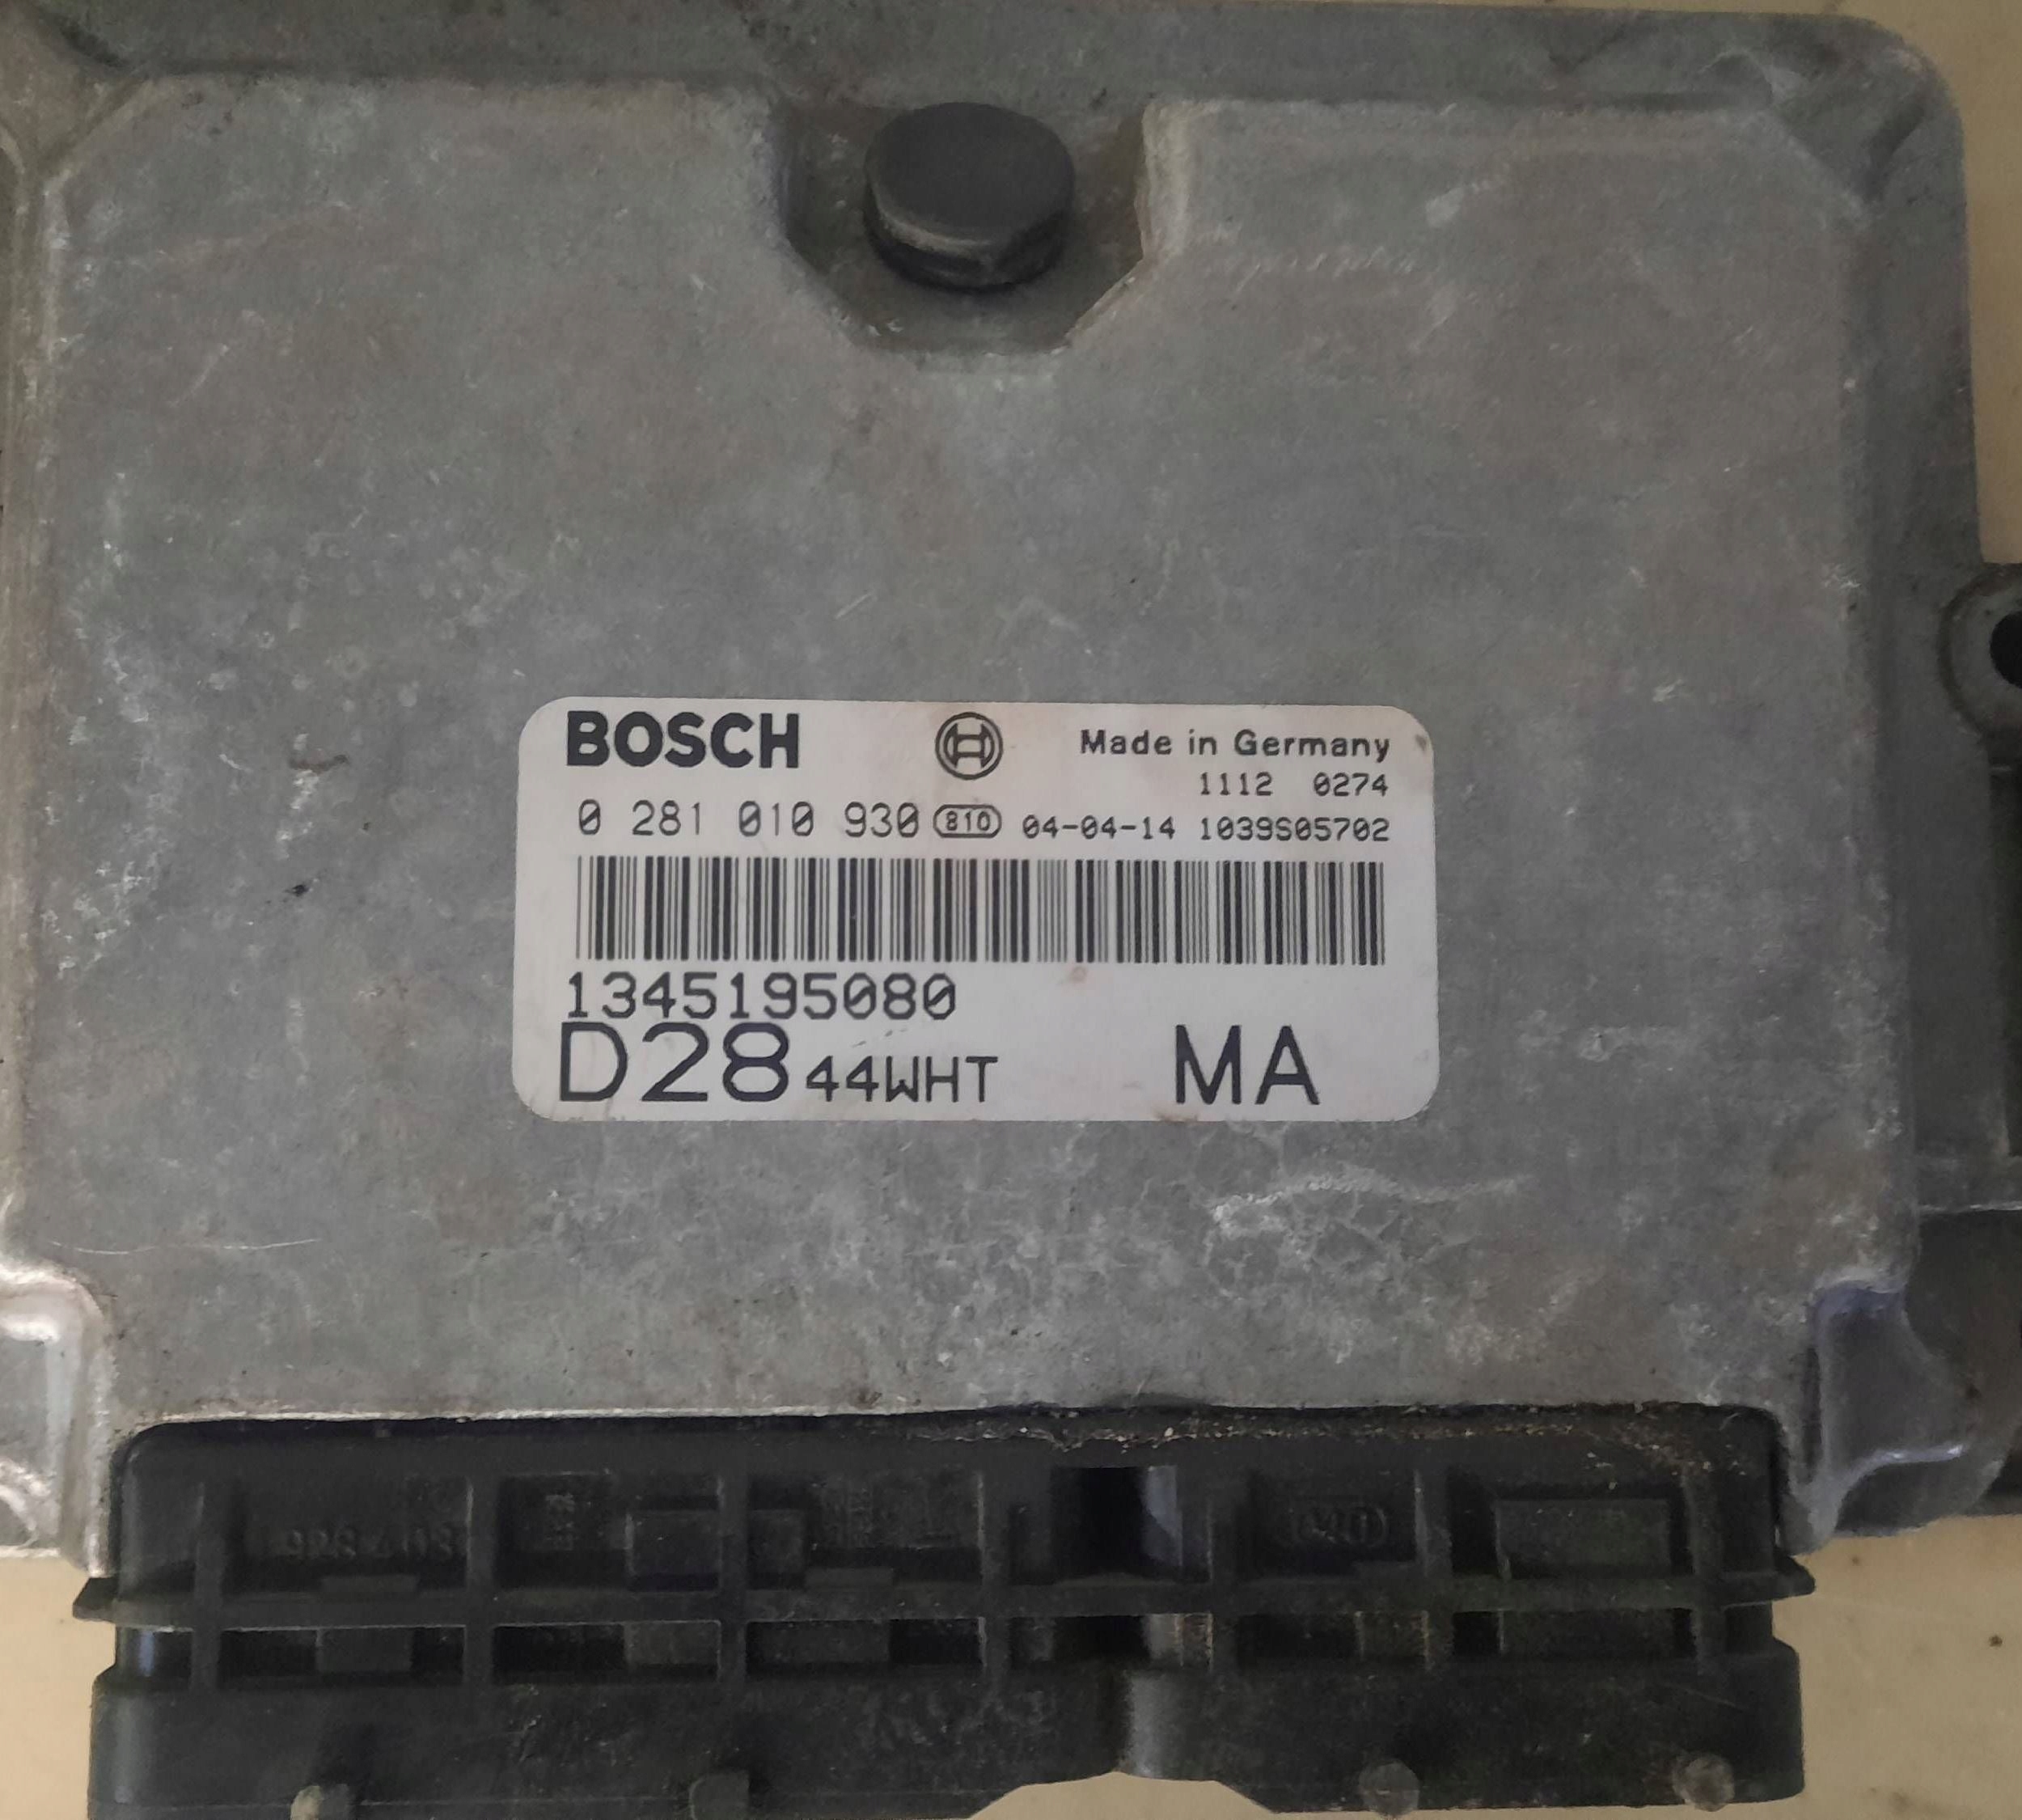 BOSCH Made in Germany
1112 0274
0 281 010 930 810 04-04-14 1039S05702
1345195080
D28 44WHT MA